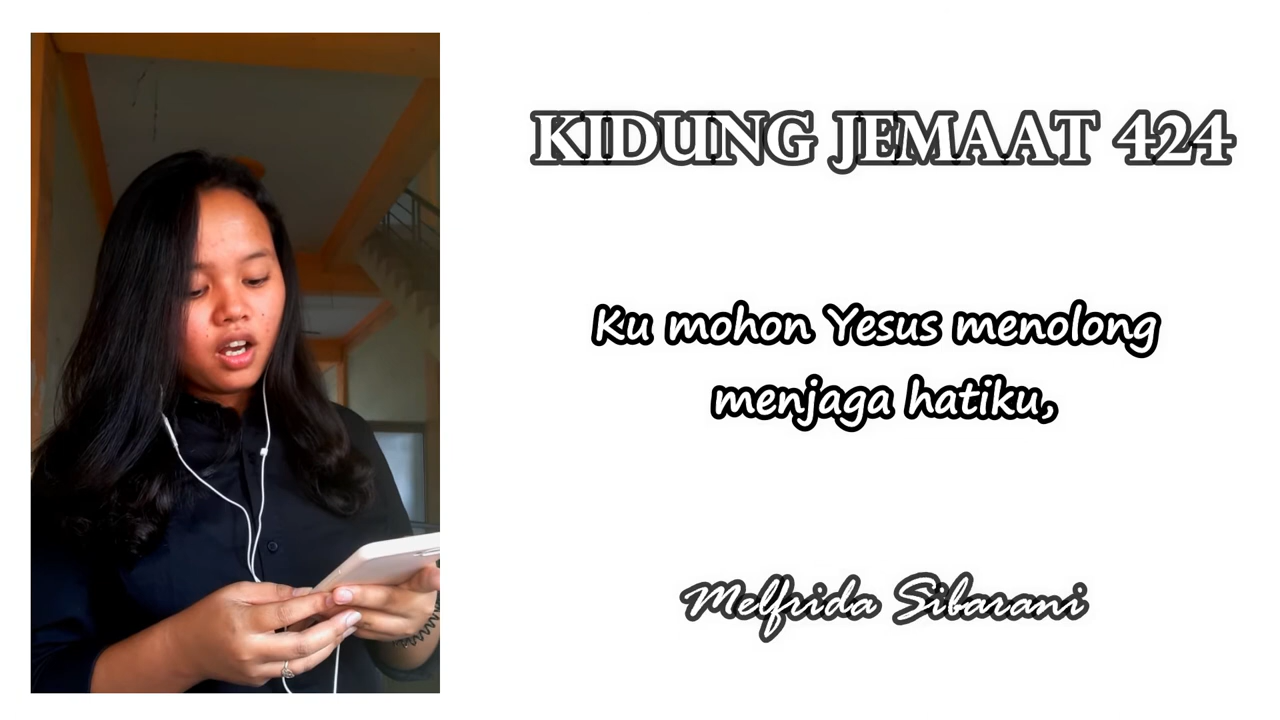 KIDUNG JEMAAT 424
Ku mohon Yesus menolong
menjaga hatiku,
Melfrida Sibarani